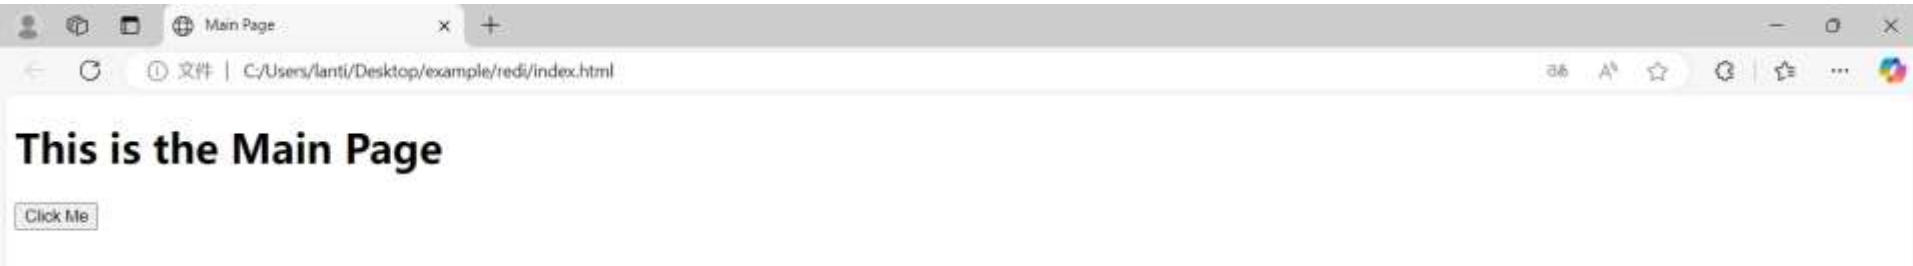 Main Page
文件 | C:/Users/lanti/Desktop/example/redi/index.html
This is the Main Page
Click Me